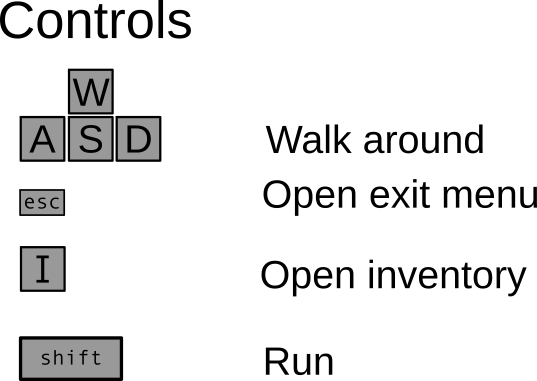 Controls
W
A S D Walk around
esc Open exit menu
I Open inventory
shift Run